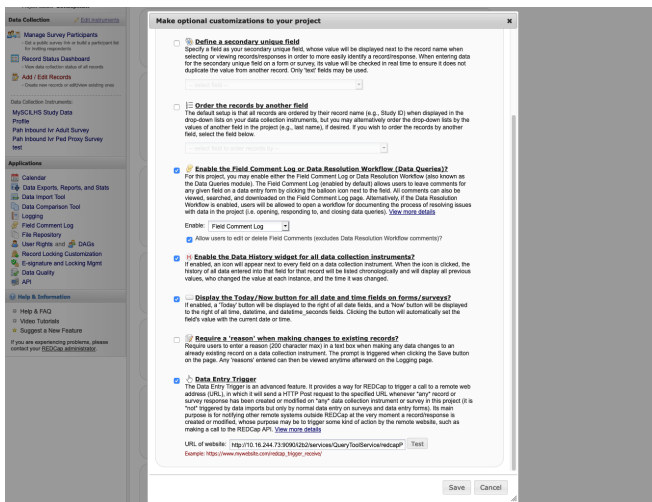 Data Collection
Edit Instruments
Manage Survey Participants
- Get a public survey link or build a participant list for inviting respondents
Record Status Dashboard
- View data collection status of all records
Add / Edit Records
- Create new records or edit/view existing ones
Data Collection Instruments:
MySCILHS Study Data
Profile
Pah Inbound Ivr Adult Survey
Pah Inbound Ivr Ped Proxy Survey
test
Applications
Calendar
Data Exports, Reports, and Stats
Data Import Tool
Data Comparison Tool
Logging
Field Comment Log
File Repository
User Rights and DAGs
Record Locking Customization
E-signature and Locking Mgmt
Data Quality
API
Help & Information
Help & FAQ
Video Tutorials
Suggest a New Feature
If you are experiencing problems, please
contact your REDCap administrator.
Make optional customizations to your project
x
Define a secondary unique field
Specify a field as your secondary unique field, whose value will be displayed next to the record name when
selecting or viewing records/responses in order to more easily identify a record/response. When entering data
for the secondary unique field on a form or survey, its value will be checked in real time to ensure it does not
duplicate the value from another record. Only 'text' fields may be used.
-- select field --
Order the records by another field
The default setup is that all records are ordered by their record name (e.g., Study ID) when displayed in the
drop-down lists on your data collection instruments, but you may alternatively order the drop-down lists by the
values of another field in the project (e.g., last name), if desired. If you wish to order the records by another
field, select the field below.
-- select field to order records by --
Enable the Field Comment Log or Data Resolution Workflow (Data Queries)?
For this project, you may enable either the Field Comment Log or Data Resolution Workflow (also known as
the Data Queries module). The Field Comment Log (enabled by default) allows users to leave comments for
any given field on a data entry form by clicking the balloon icon next to the field. All comments can also be
viewed, searched, and downloaded on the Field Comment Log page. Alternatively, if the Data Resolution
Workflow is enabled, users will be allowed to open a workflow for documenting the process of resolving issues
with data in the project (i.e. opening, responding to, and closing data queries). View more details
Enable: Field Comment Log
Allow users to edit or delete Field Comments (excludes Data Resolution Workflow comments)?
Enable the Data History widget for all data collection instruments?
If enabled, an icon will appear next to every field on a data collection instrument. When the icon is clicked, the
history of all data entered into that field for that record will be listed chronologically and will display all previous
values, who changed the value at each instance, and the time it was changed.
Display the Today/Now button for all date and time fields on forms/surveys?
If enabled, a 'Today' button will be displayed to the right of all date fields, and a 'Now' button will be displayed
to the right of all time, datetime, and datetime_seconds fields. Clicking the button will automatically set the
field's value with the current date or time.
Require a 'reason' when making changes to existing records?
Require users to enter a reason (200 character max) in a text box when making any data changes to an
already existing record on a data collection instrument. The prompt is triggered when clicking the Save button
on the page. Any 'reasons' entered can then be viewed anytime afterward on the Logging page.
Data Entry Trigger
The Data Entry Trigger is an advanced feature. It provides a way for REDCap to trigger a call to a remote web
address (URL), in which it will send a HTTP Post request to the specified URL whenever *any* record or
survey response has been created or modified on *any* data collection instrument or survey in this project (it is
*not* triggered by data imports but only by normal data entry on surveys and data entry forms). Its main
purpose is for notifying other remote systems outside REDCap at the very moment a record/response is
created or modified, whose purpose may be to trigger some kind of action by the remote website, such as
making a call to the REDCap API. View more details
URL of website: http://10.16.244.73:9090/i2b2/services/QueryToolService/redcapP
Test
Example: https://www.mywebsite.com/redcap_trigger_receive/
Save
Cancel